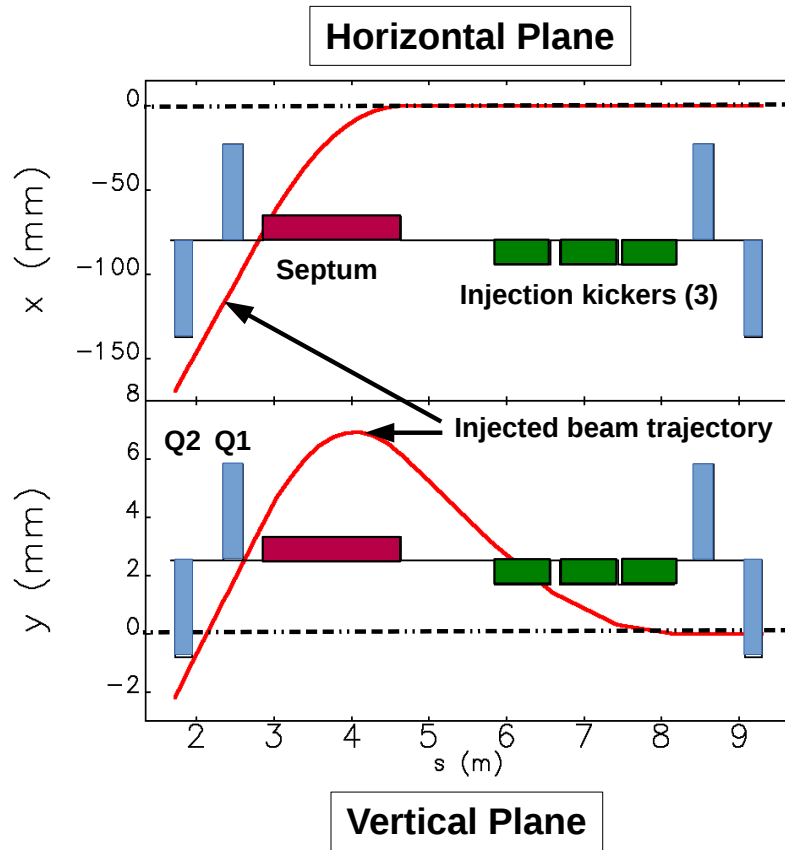 Horizontal Plane
0
−50
−100
−150
x (mm)
Septum
Injection kickers (3)
8
6
4
2
0
−2
y (mm)
Q2 Q1
Injected beam trajectory
2 3 4 5 6 7 8 9
s (m)
Vertical Plane